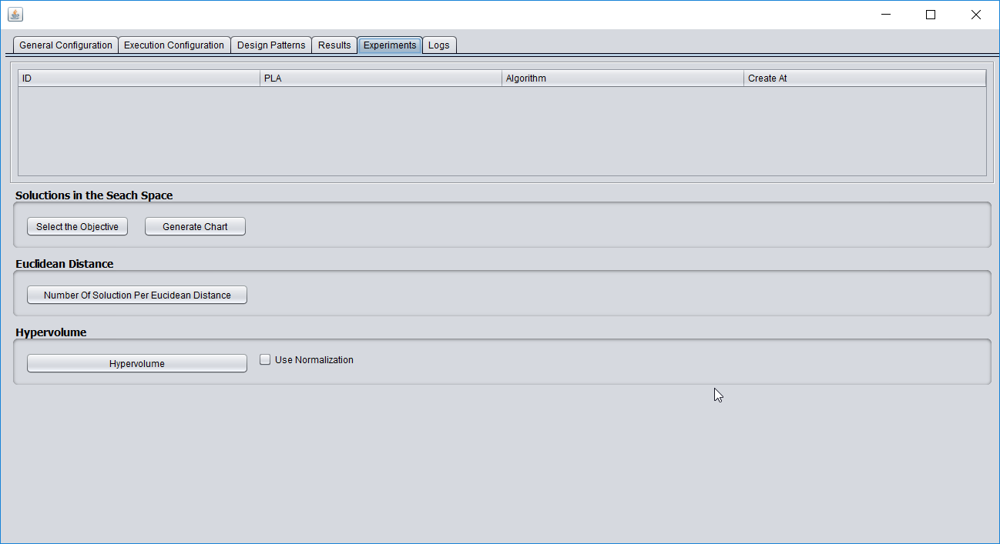 General Configuration Execution Configuration Design Patterns Results Experiments Logs
ID PLA Algorithm Create At
Soluctions in the Seach Space
Select the Objective Generate Chart
Euclidean Distance
Number Of Soluction Per Eucidean Distance
Hypervolume
Hypervolume Use Normalization